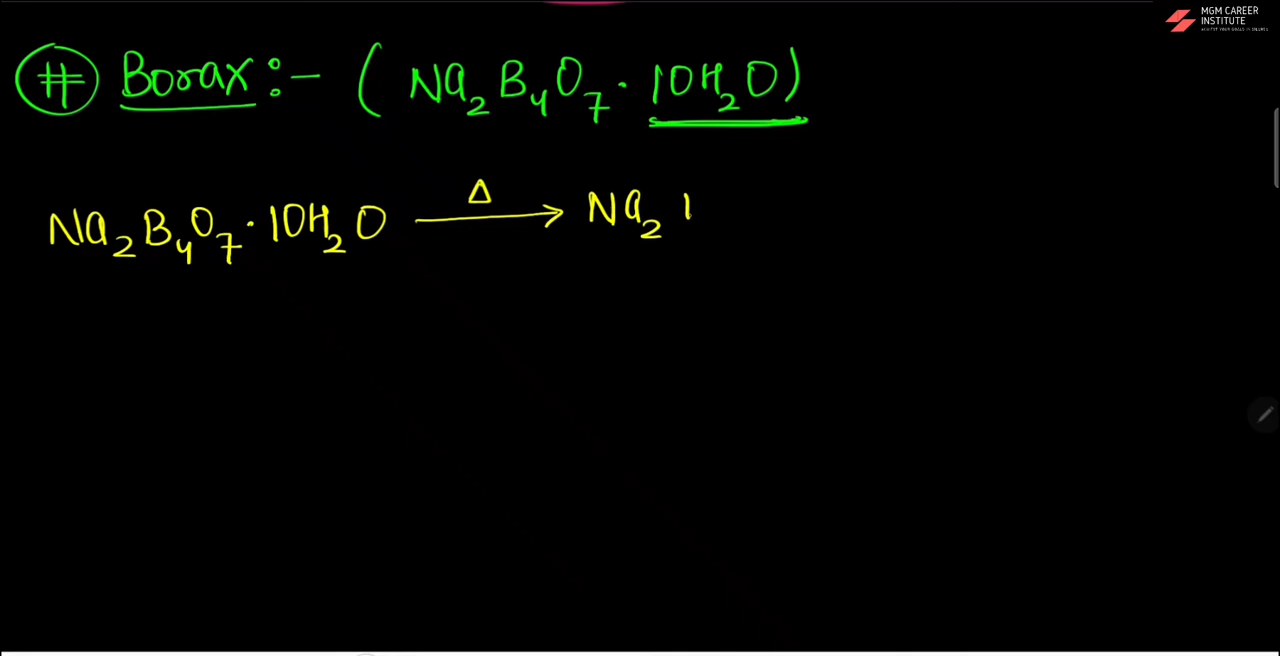 MGM CAREER
INSTITUTE
# Borax :- ( Na₂B₄O₇·10H₂O)
Na₂B₄O₇·10H₂O Δ → Na₂